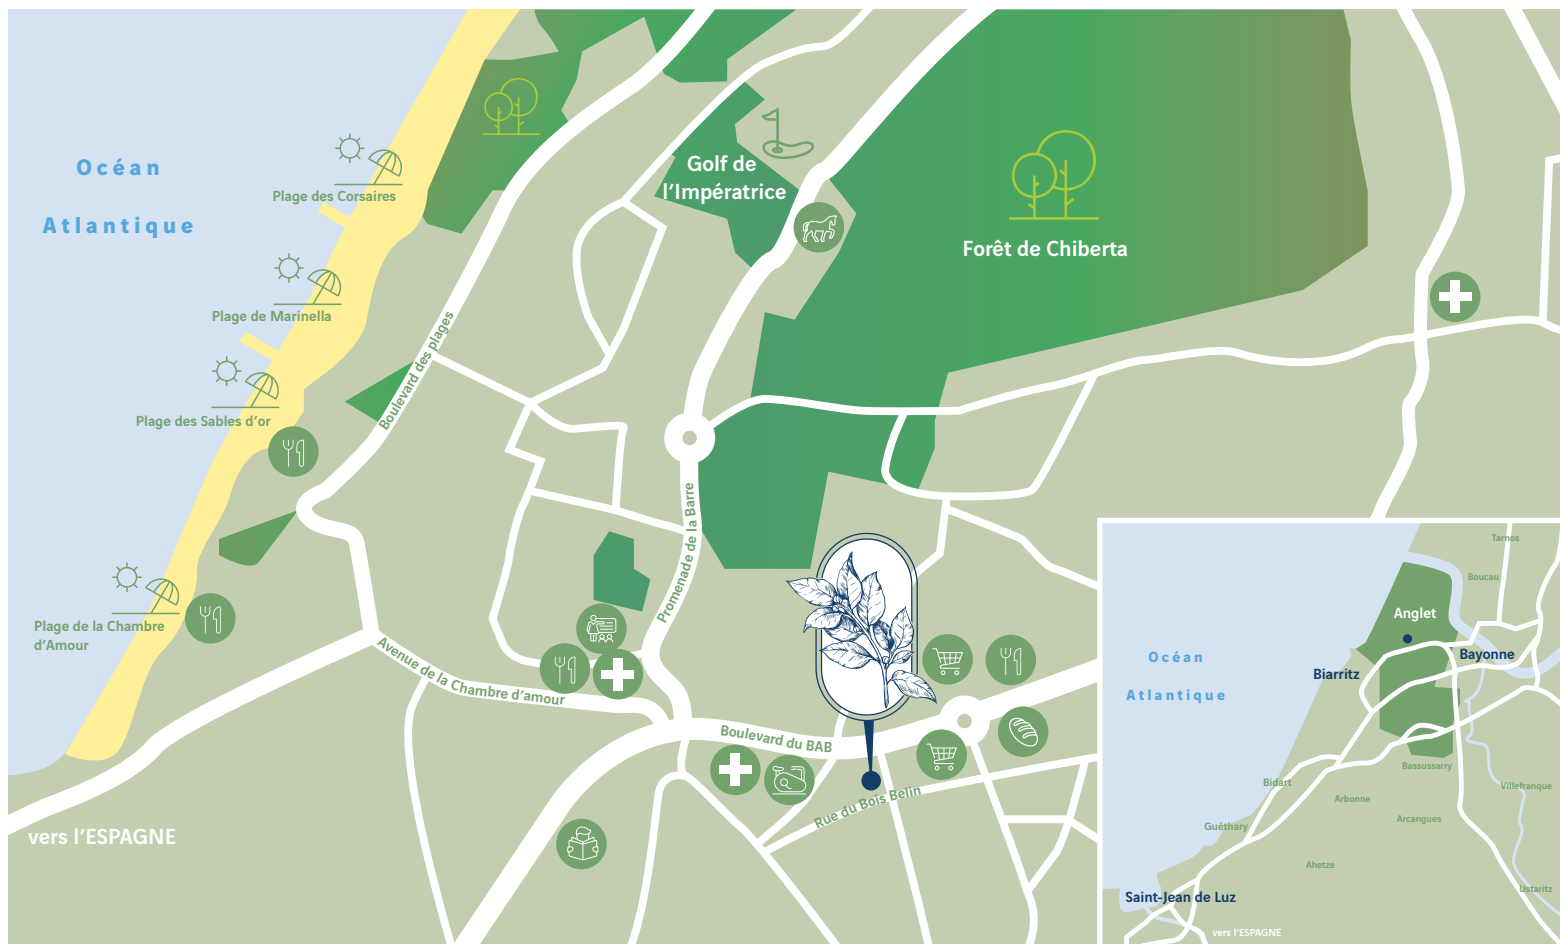 Océan
Atlantique
Plage des Corsaires
Plage de Marinella
Plage des Sables d'or
Plage de la Chambre
d'Amour
Golf de
l'Impératrice
Forêt de Chiberta
Boulevard des plages
Promenade de la Barre
Avenue de la Chambre d'amour
Boulevard du BAB
Rue du Bois Belin
vers l'ESPAGNE
Tarnos
Boucau
Anglet
Océan
Atlantique
Bayonne
Biarritz
Bassussarry
Bidart
Villefranque
Arbonne
Arcangues
Guéthary
Ahetze
Ustaritz
Saint-Jean de Luz
vers l'ESPAGNE